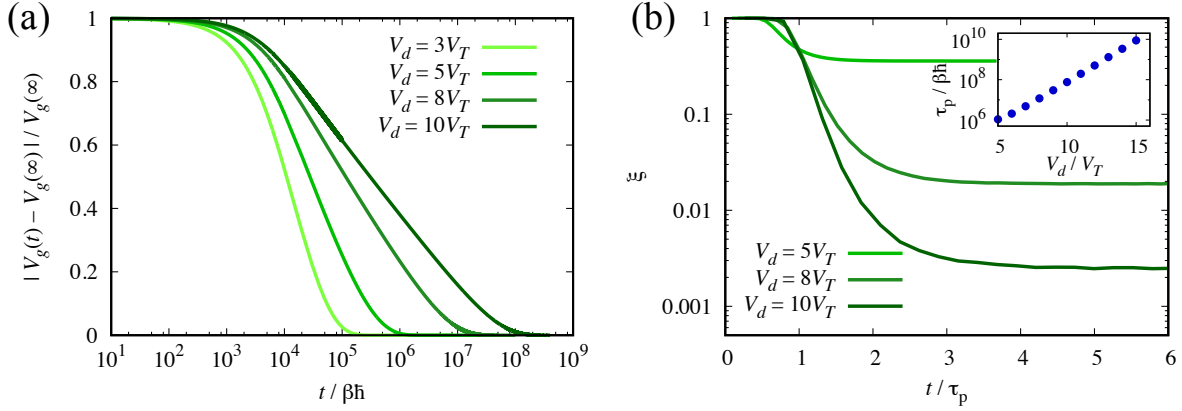 (a)
1
0.8
0.6
0.4
0.2
0
| V_g(t) − V_g(∞) | / V_g(∞)
V_d = 3V_T
V_d = 5V_T
V_d = 8V_T
V_d = 10V_T
10^1 10^2 10^3 10^4 10^5 10^6 10^7 10^8 10^9
t / βħ
(b)
1
0.1
0.01
0.001
ξ
V_d = 5V_T
V_d = 8V_T
V_d = 10V_T
0 1 2 3 4 5 6
t / τ_p
10^10
10^8
10^6
τ_p / βħ
5 10 15
V_d / V_T